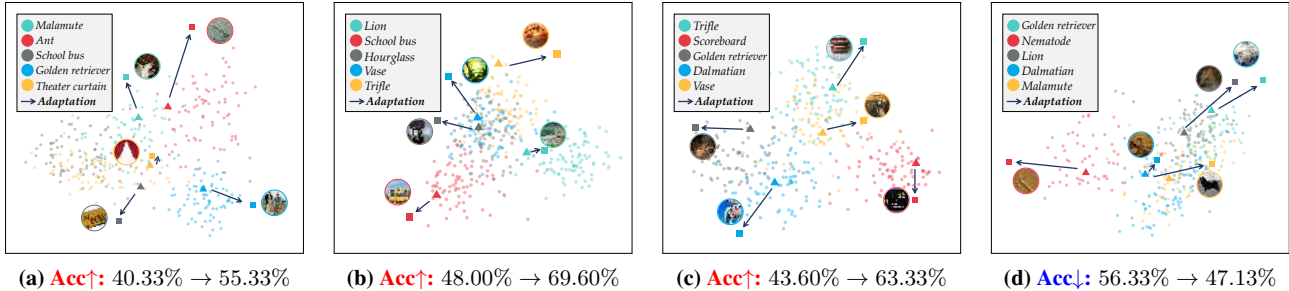 Malamute
Ant
School bus
Golden retriever
Theater curtain
Adaptation
(a) Acc↑: 40.33% → 55.33%
Lion
School bus
Hourglass
Vase
Trifle
Adaptation
(b) Acc↑: 48.00% → 69.60%
Trifle
Scoreboard
Golden retriever
Dalmatian
Vase
Adaptation
(c) Acc↑: 43.60% → 63.33%
Golden retriever
Nematode
Lion
Dalmatian
Malamute
Adaptation
(d) Acc↓: 56.33% → 47.13%